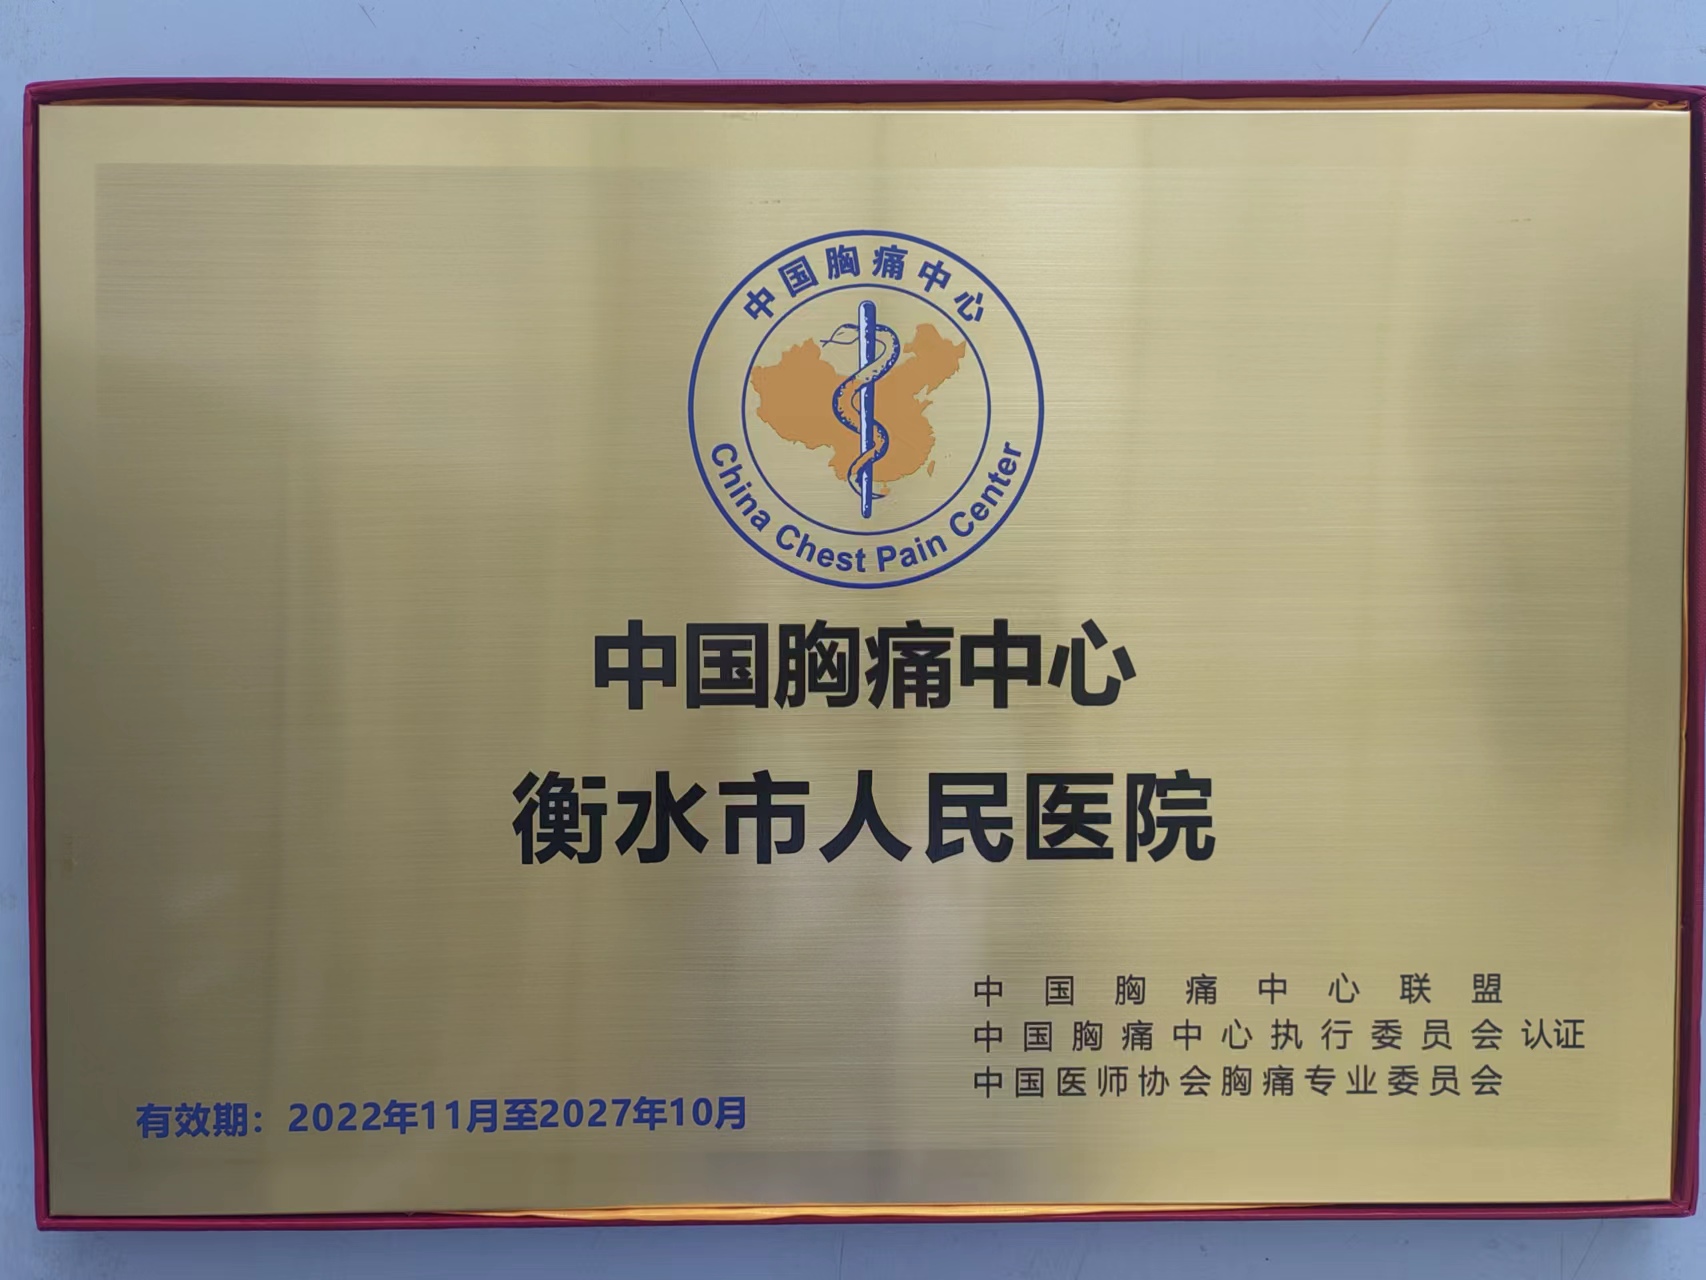 中国胸痛中心
China Chest Pain Center
中国胸痛中心
衡水市人民医院
中国胸痛中心联盟
中国胸痛中心执行委员会 认证
中国医师协会胸痛专业委员会
有效期：2022年11月至2027年10月